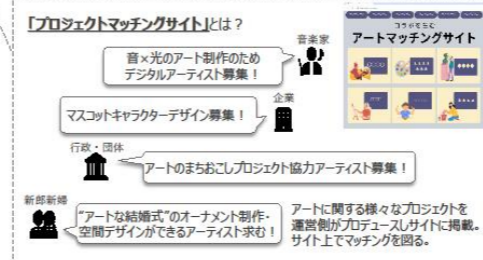 「プロジェクトマッチングサイト」とは？
音楽家
音×光のアート制作のため
デジタルアーティスト募集！
コラボを生む
アートマッチングサイト
企業
マスコットキャラクターデザイン募集！
行政・団体
アートのまちおこしプロジェクト協力アーティスト募集！
新郎新婦
“アートな結婚式”のオーナメント制作・
空間デザインができるアーティスト求む！
アートに関する様々なプロジェクトを
運営側がプロデュースしサイトに掲載。
サイト上でマッチングを図る。